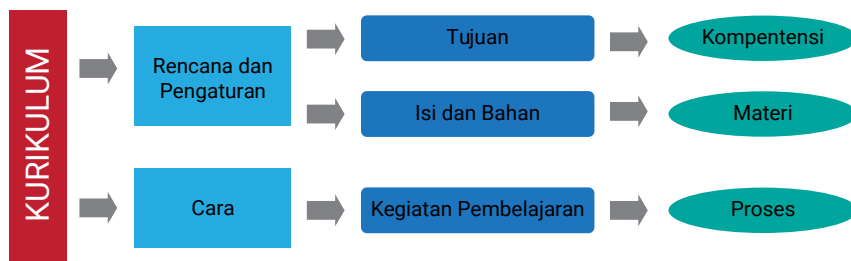 KURIKULUM
Rencana dan
Pengaturan
Tujuan
Kompentensi
Isi dan Bahan
Materi
Cara
Kegiatan Pembelajaran
Proses